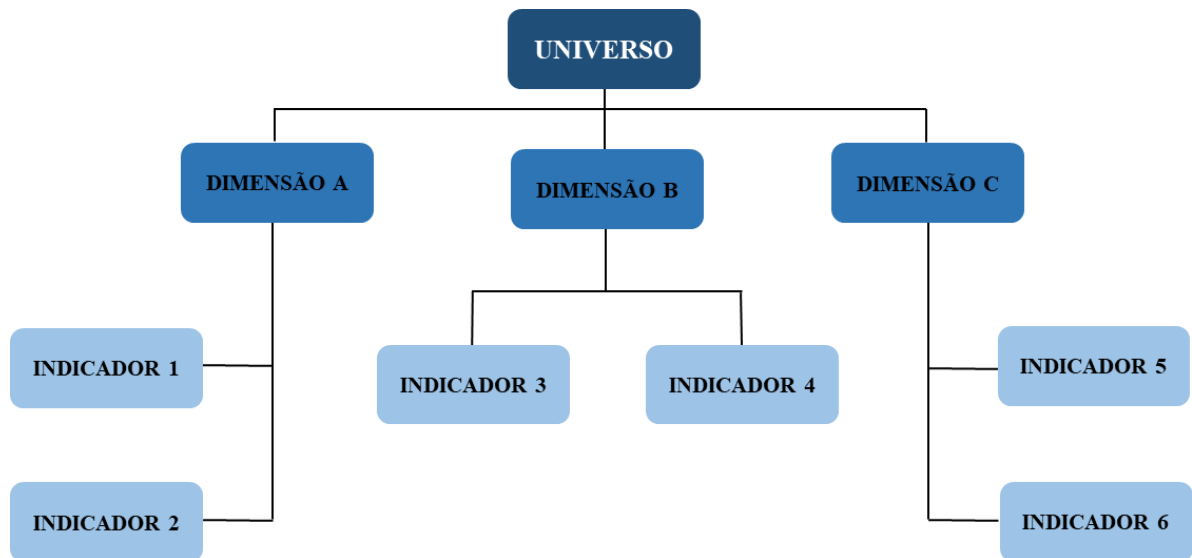 UNIVERSO
DIMENSÃO A
DIMENSÃO B
DIMENSÃO C
INDICADOR 1
INDICADOR 3
INDICADOR 4
INDICADOR 5
INDICADOR 2
INDICADOR 6